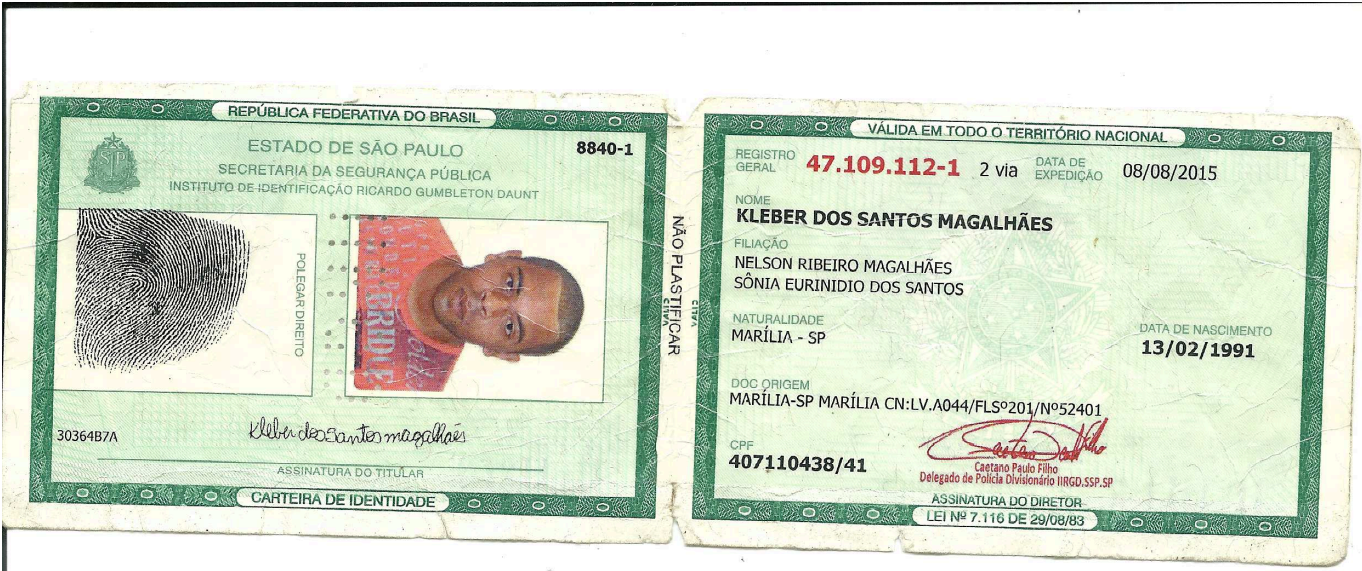 REPÚBLICA FEDERATIVA DO BRASIL
ESTADO DE SÃO PAULO
8840-1
SECRETARIA DA SEGURANÇA PÚBLICA
INSTITUTO DE IDENTIFICAÇÃO RICARDO GUMBLETON DAUNT
POLEGAR DIREITO
BRIDLE
30364B7A
Kleber dos Santos magalhães
ASSINATURA DO TITULAR
CARTEIRA DE IDENTIDADE
NÃO PLASTIFICAR
VÁLIDA EM TODO O TERRITÓRIO NACIONAL
REGISTRO GERAL 47.109.112-1 2 via DATA DE EXPEDIÇÃO 08/08/2015
NOME
KLEBER DOS SANTOS MAGALHÃES
FILIAÇÃO
NELSON RIBEIRO MAGALHÃES
SÔNIA EURINIDIO DOS SANTOS
NATURALIDADE
MARÍLIA - SP
DATA DE NASCIMENTO
13/02/1991
DOC ORIGEM
MARÍLIA-SP MARÍLIA CN:LV.A044/FLSº201/Nº52401
CPF
407110438/41
Caetano Paulo Filho
Delegado de Polícia Divisionário IIRGD.SSP.SP
ASSINATURA DO DIRETOR
LEI Nº 7.116 DE 29/08/83